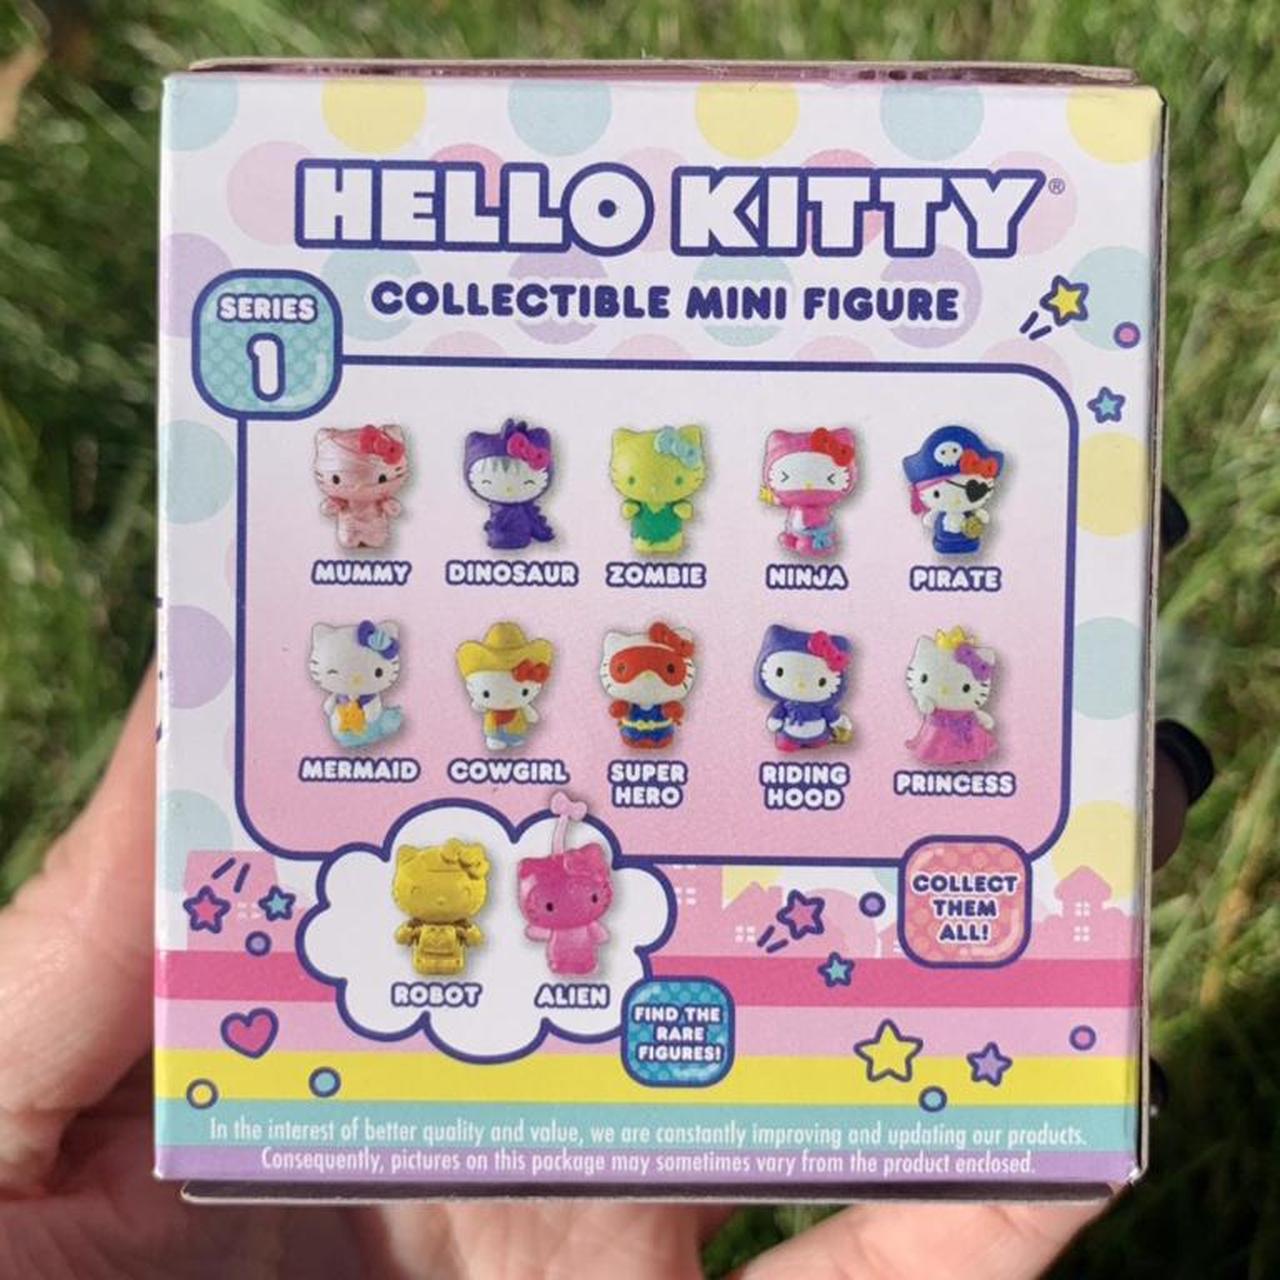 HELLO KITTY®
COLLECTIBLE MINI FIGURE
SERIES
1
MUMMY
DINOSAUR
ZOMBIE
NINJA
PIRATE
MERMAID
COWGIRL
SUPER
HERO
RIDING
HOOD
PRINCESS
ROBOT
ALIEN
FIND THE
RARE
FIGURES!
COLLECT
THEM
ALL!
In the interest of better quality and value, we are constantly improving and updating our products.
Consequently, pictures on this package may sometimes vary from the product enclosed.